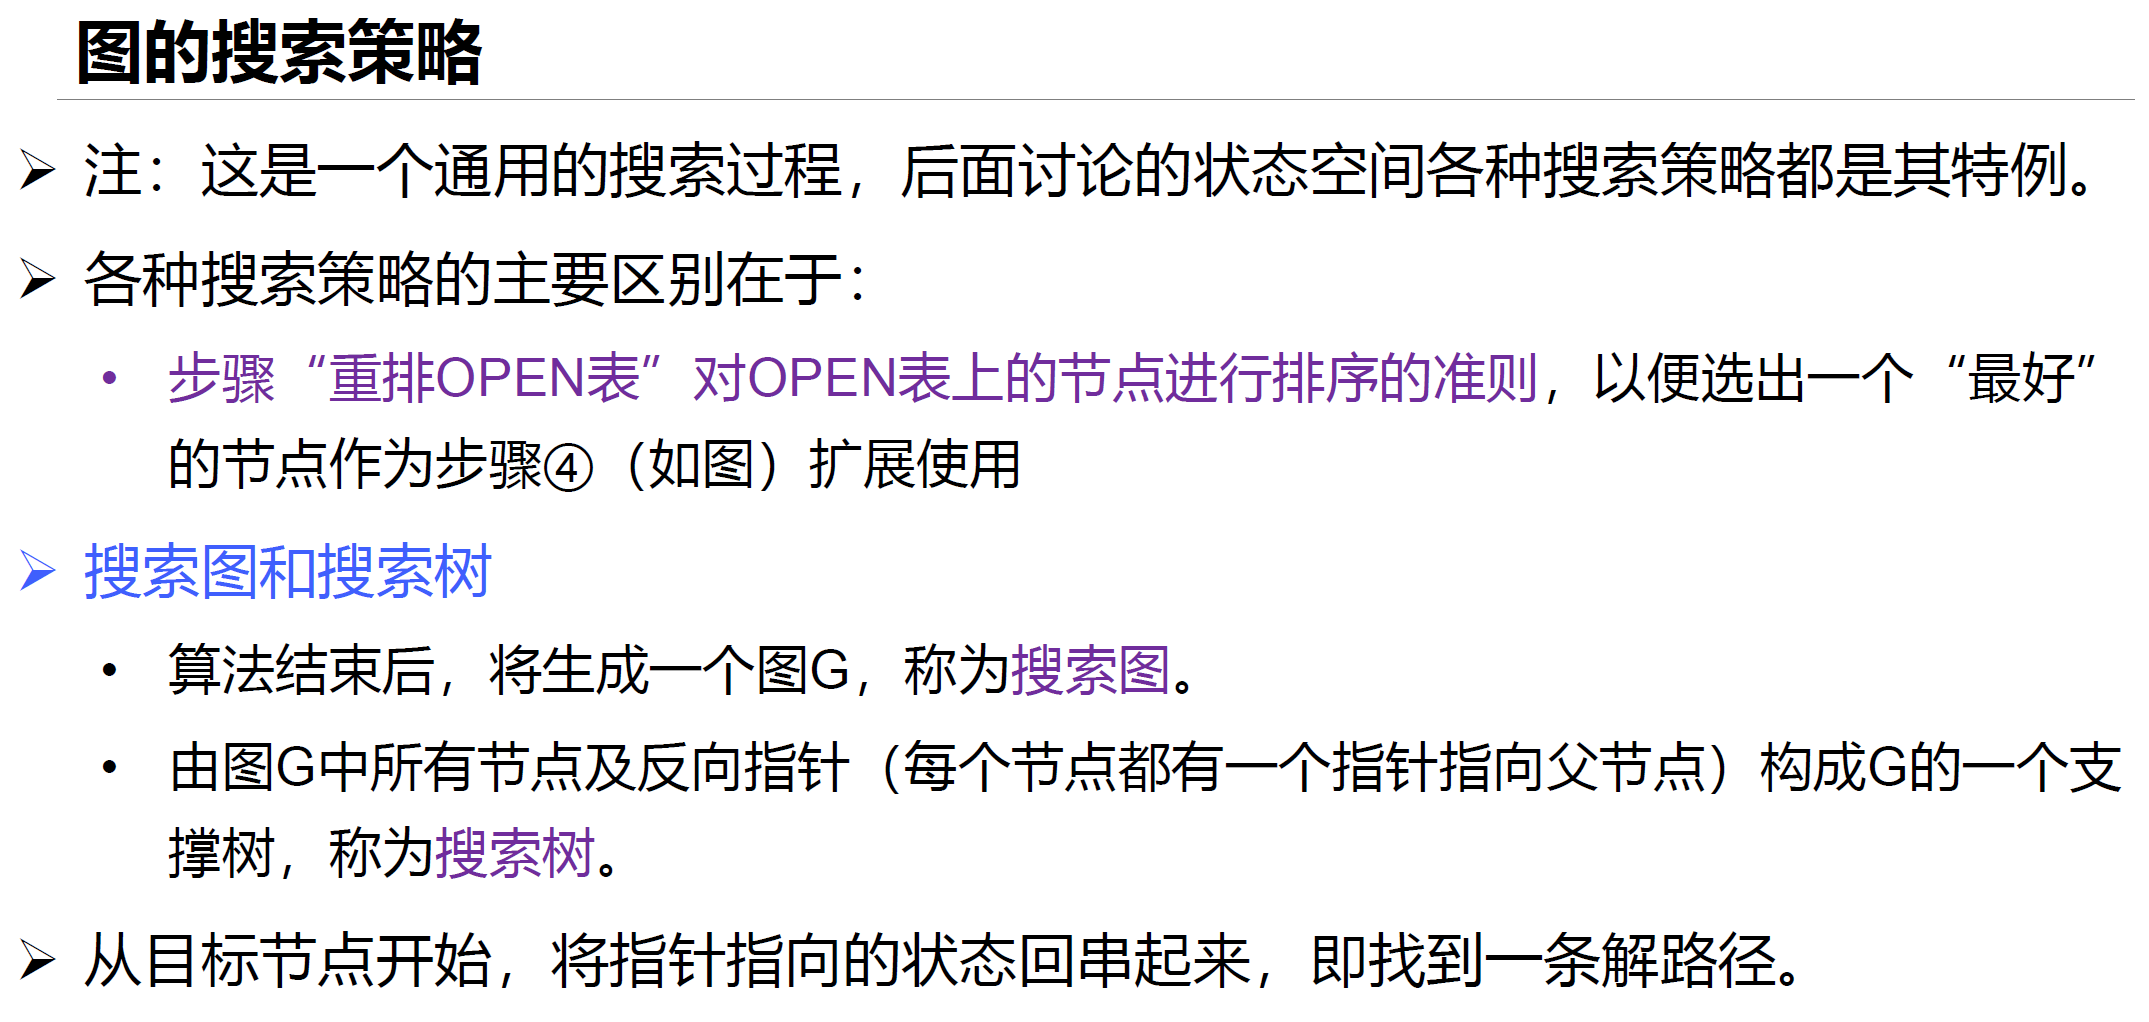 图的搜索策略
➢ 注：这是一个通用的搜索过程，后面讨论的状态空间各种搜索策略都是其特例。
➢ 各种搜索策略的主要区别在于：
• 步骤“重排OPEN表”对OPEN表上的节点进行排序的准则，以便选出一个“最好”
的节点作为步骤④（如图）扩展使用
➢ 搜索图和搜索树
• 算法结束后，将生成一个图G，称为搜索图。
• 由图G中所有节点及反向指针（每个节点都有一个指针指向父节点）构成G的一个支
撑树，称为搜索树。
➢ 从目标节点开始，将指针指向的状态回串起来，即找到一条解路径。